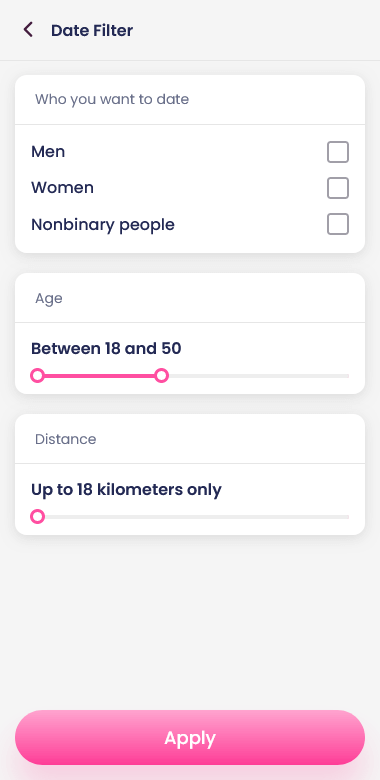 Date Filter
Who you want to date
Men
Women
Nonbinary people
Age
Between 18 and 50
Distance
Up to 18 kilometers only
Apply